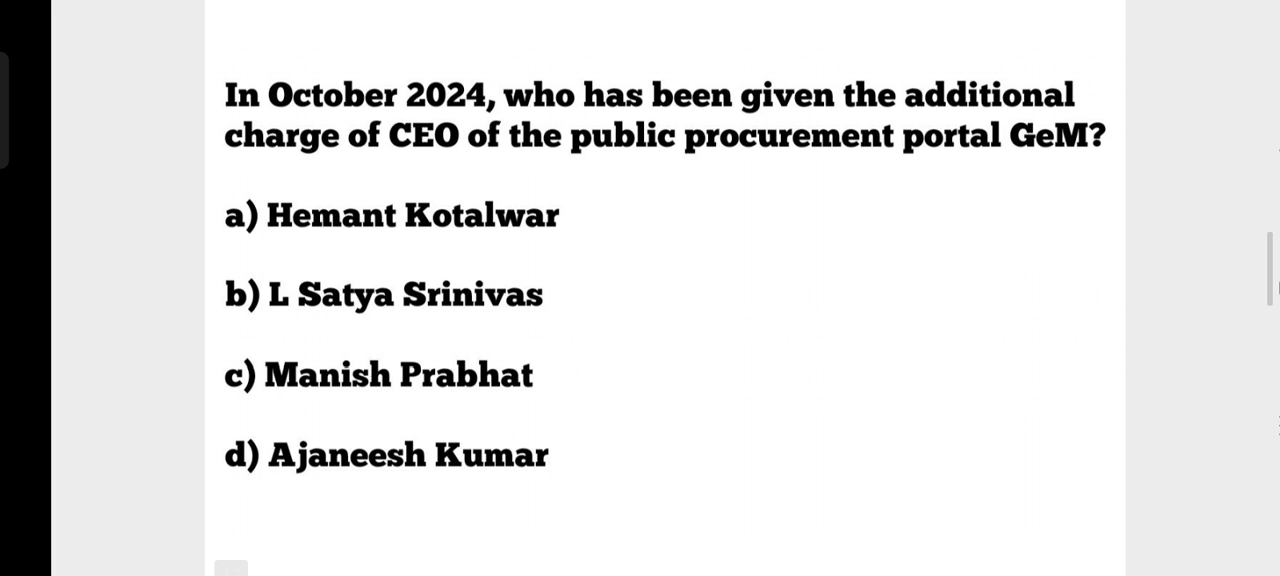 In October 2024, who has been given the additional
charge of CEO of the public procurement portal GeM?
a) Hemant Kotalwar
b) L Satya Srinivas
c) Manish Prabhat
d) Ajaneesh Kumar